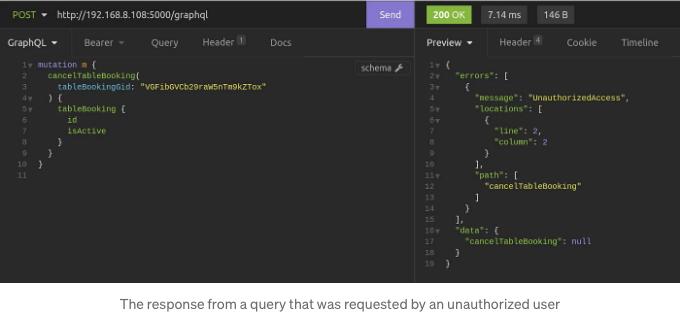 POST http://192.168.8.108:5000/graphql Send 200 OK 7.14 ms 146 B
GraphQL Bearer Query Header 1 Docs Preview Header 4 Cookie Timeline
schema
1 mutation m {
2 cancelTableBooking(
3 tableBookingGid: "VGFibGVCb29raW5nTm9kZTox"
4 ) {
5 tableBooking {
6 id
7 isActive
8 }
9 }
10 }
11
1 {
2 "errors": [
3 {
4 "message": "UnauthorizedAccess",
5 "locations": [
6 {
7 "line": 2,
8 "column": 2
9 }
10 ],
11 "path": [
12 "cancelTableBooking"
13 ]
14 }
15 ],
16 "data": {
17 "cancelTableBooking": null
18 }
19 }
The response from a query that was requested by an unauthorized user